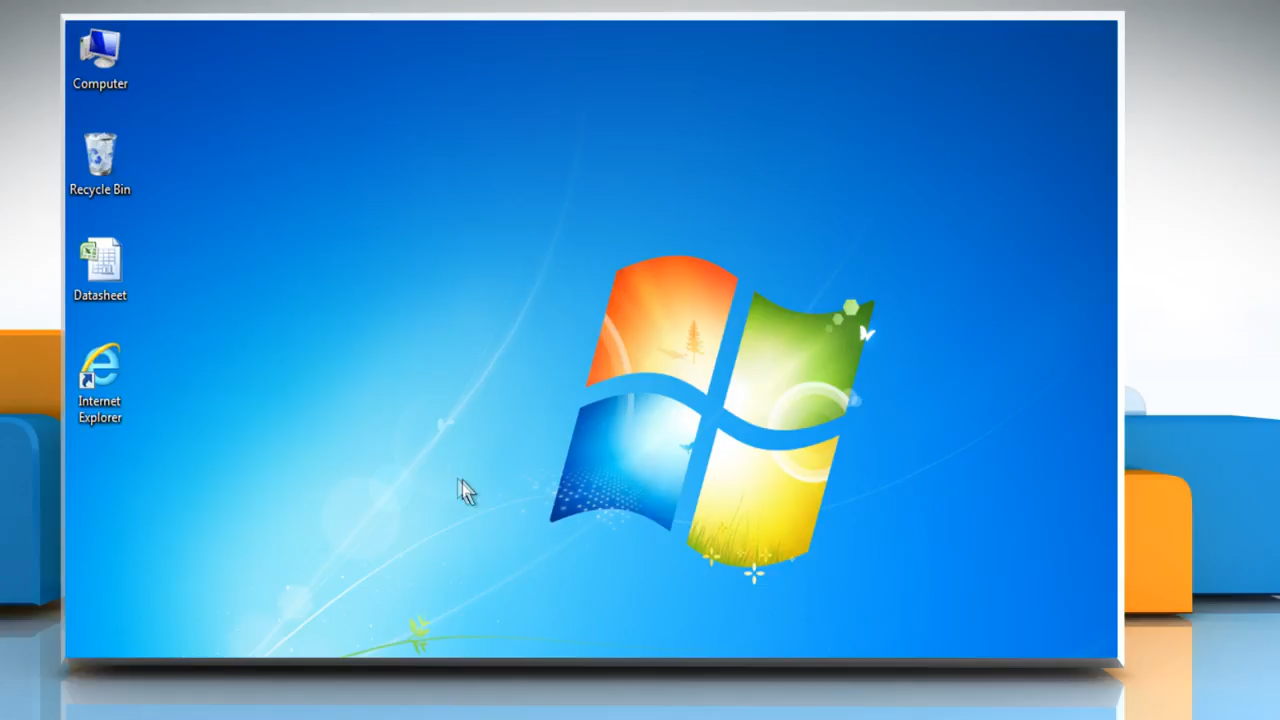 Computer
Recycle Bin
Datasheet
Internet
Explorer